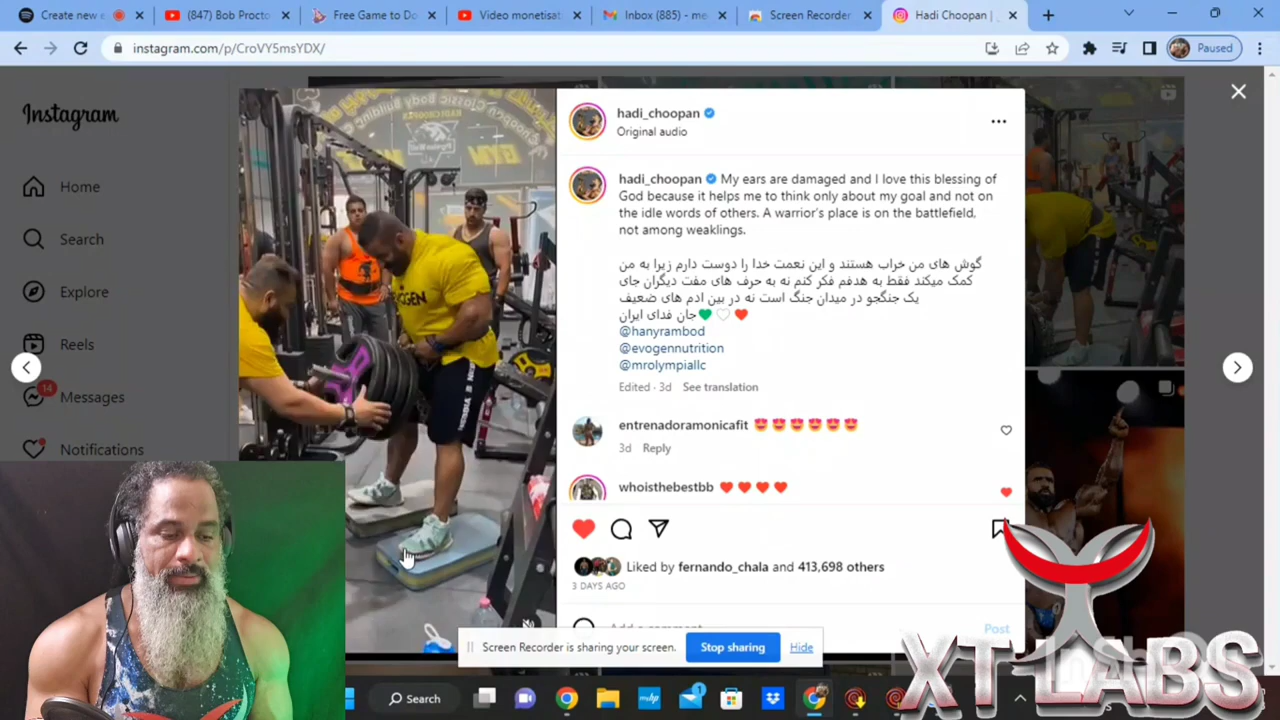 Create new e
(847) Bob Procto
Free Game to Do
Video monetisat
Inbox (885) - me
Screen Recorder
Hadi Choopan |
instagram.com/p/CroVY5msYDX/
Paused
Instagram
Home
Search
Explore
Reels
14
Messages
Notifications
hadi_choopan
Original audio
hadi_choopan My ears are damaged and I love this blessing of
God because it helps me to think only about my goal and not on
the idle words of others. A warrior's place is on the battlefield,
not among weaklings.
گوش های من خراب هستند و این نعمت خدا را دوست دارم زیرا به من
کمک میکند فقط به هدفم فکر کنم نه به حرف های مفت دیگران جای
یک جنگجو در میدان جنگ است نه در بین ادم های ضعیف
جان فدای ایران💚🤍❤️
@hanyrambod
@evogennutrition
@mrolympiallc
Edited · 3d See translation
entrenadoramonicafit 😍😍😍😍😍😍
3d Reply
whoisthebestbb ❤️❤️❤️❤️
Liked by fernando_chala and 413,698 others
3 DAYS AGO
Add a comment...
Post
Screen Recorder is sharing your screen.
Stop sharing
Hide
Search
XT LABS